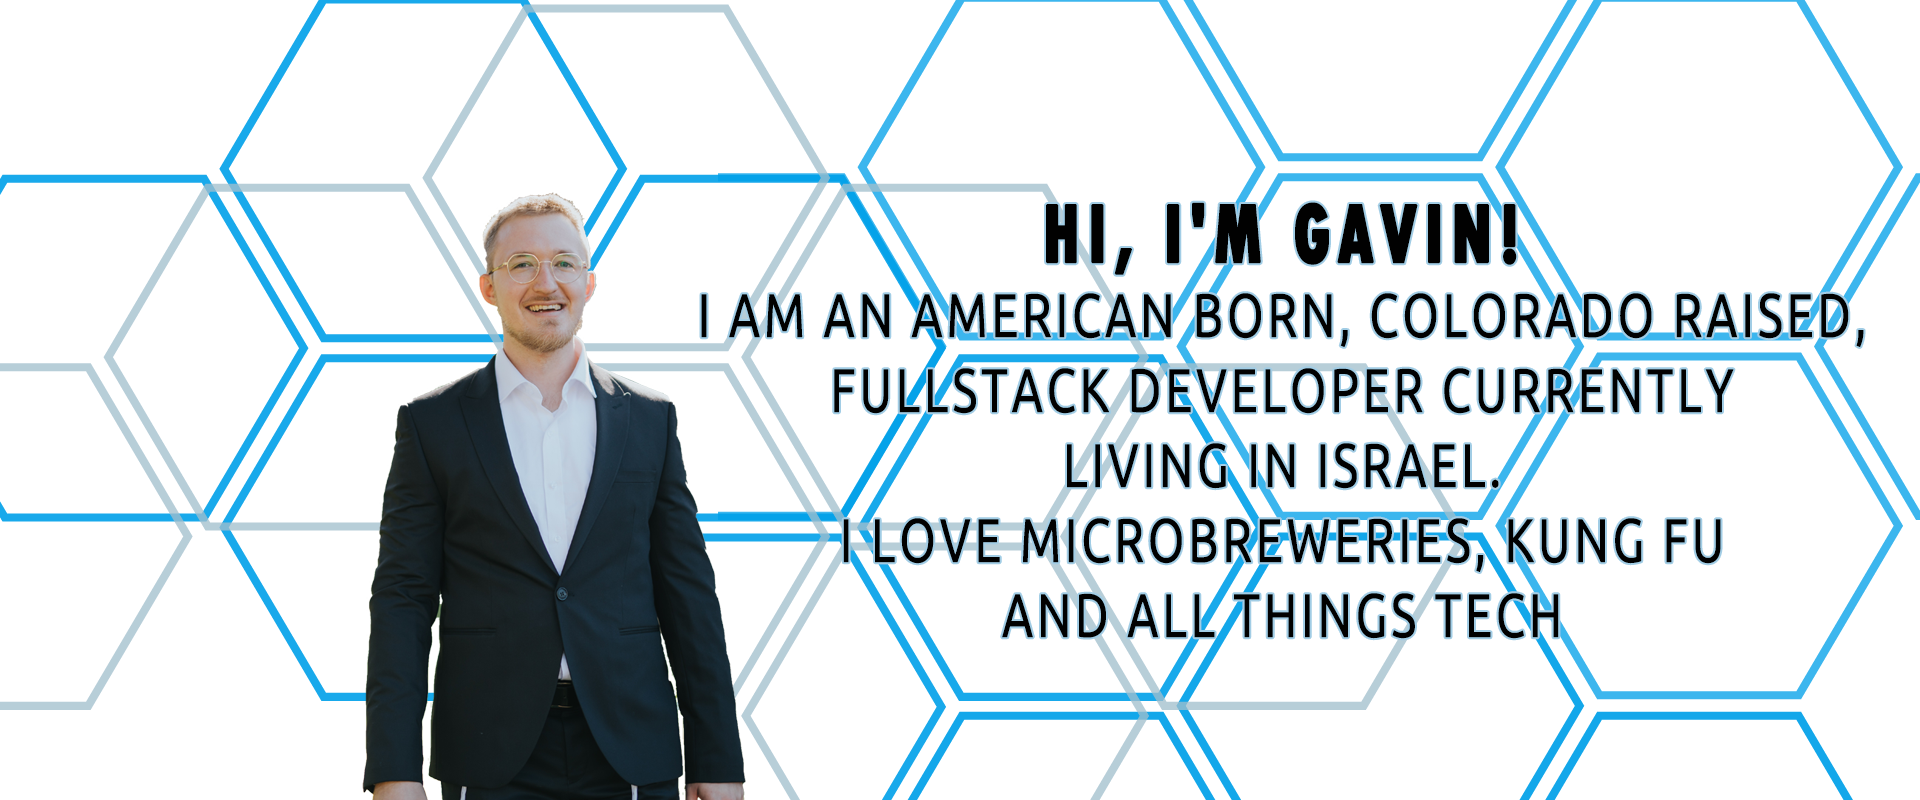 HI, I'M GAVIN!
I AM AN AMERICAN BORN, COLORADO RAISED,
FULLSTACK DEVELOPER CURRENTLY
LIVING IN ISRAEL.
I LOVE MICROBREWERIES, KUNG FU
AND ALL THINGS TECH